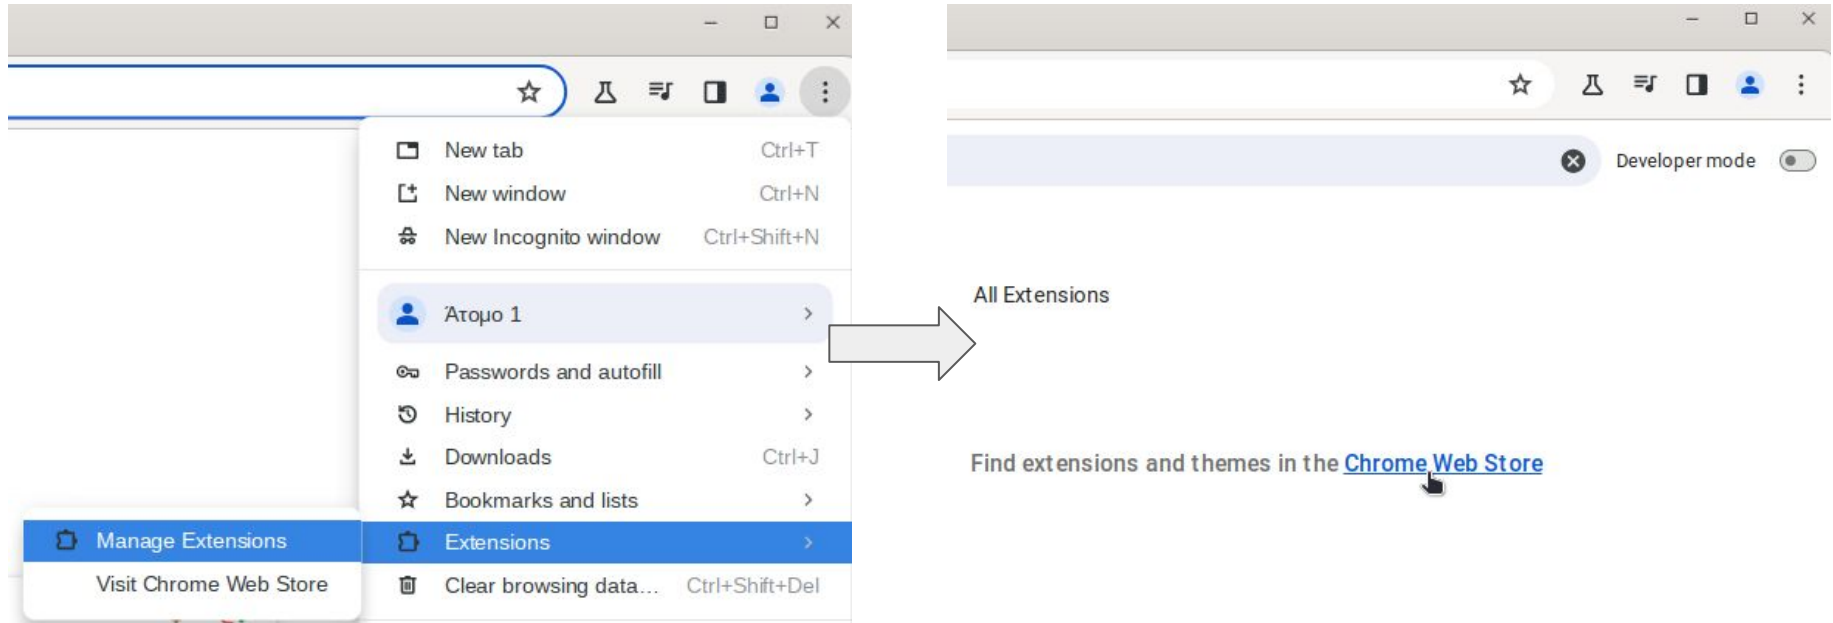 New tab Ctrl+T
New window Ctrl+N
New Incognito window Ctrl+Shift+N
Άτομο 1
Passwords and autofill
History
Downloads Ctrl+J
Bookmarks and lists
Extensions
Clear browsing data... Ctrl+Shift+Del
Manage Extensions
Visit Chrome Web Store
Developer mode
All Extensions
Find extensions and themes in the Chrome Web Store